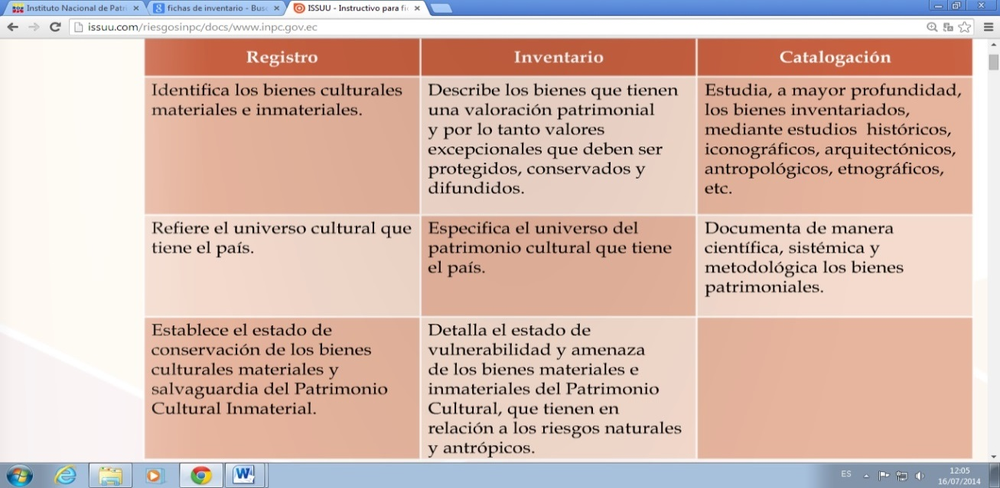 Instituto Nacional de Patri
fichas de inventario - Busc
ISSUU - Instructivo para fic
issuu.com/riesgosinpc/docs/www.inpc.gov.ec
Registro
Inventario
Catalogación
Identifica los bienes culturales
materiales e inmateriales.
Describe los bienes que tienen
una valoración patrimonial
y por lo tanto valores
excepcionales que deben ser
protegidos, conservados y
difundidos.
Estudia, a mayor profundidad,
los bienes inventariados,
mediante estudios históricos,
iconográficos, arquitectónicos,
antropológicos, etnográficos,
etc.
Refiere el universo cultural que
tiene el país.
Especifica el universo del
patrimonio cultural que tiene
el país.
Documenta de manera
científica, sistémica y
metodológica los bienes
patrimoniales.
Establece el estado de
conservación de los bienes
culturales materiales y
salvaguardia del Patrimonio
Cultural Inmaterial.
Detalla el estado de
vulnerabilidad y amenaza
de los bienes materiales e
inmateriales del Patrimonio
Cultural, que tienen en
relación a los riesgos naturales
y antrópicos.
ES
12:05
16/07/2014